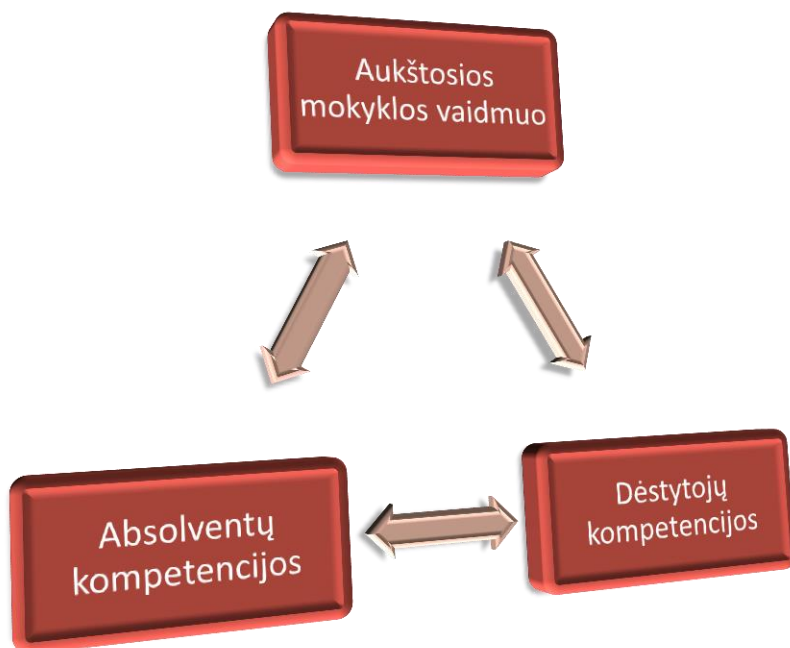 Aukštosios
mokyklos vaidmuo
Absolventų
kompetencijos
Dėstytojų
kompetencijos